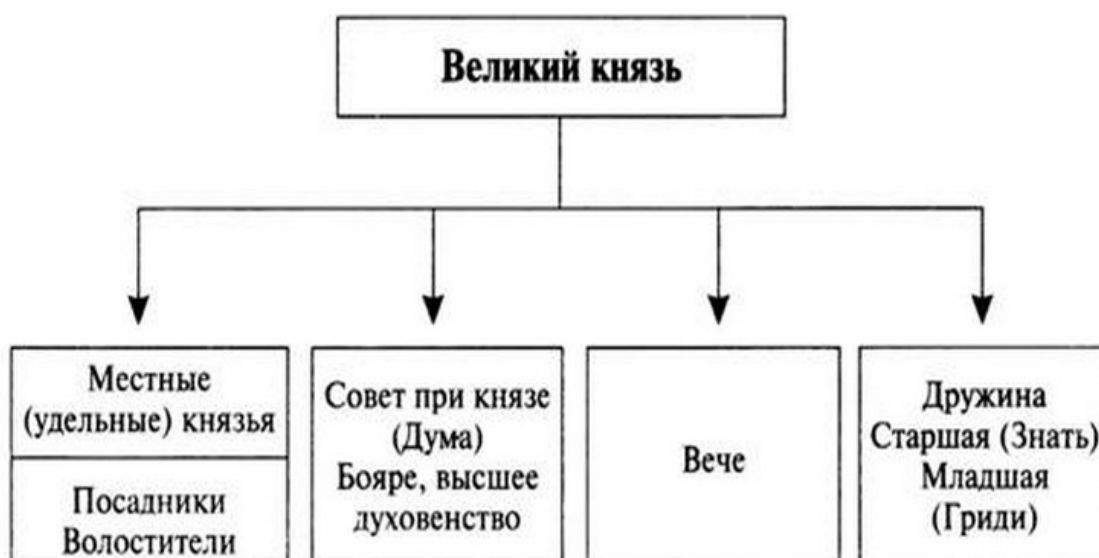 Великий князь
Местные
(удельные) князья
Посадники
Волостители
Совет при князе
(Дума)
Бояре, высшее
духовенство
Вече
Дружина
Старшая (Знать)
Младшая
(Гриди)